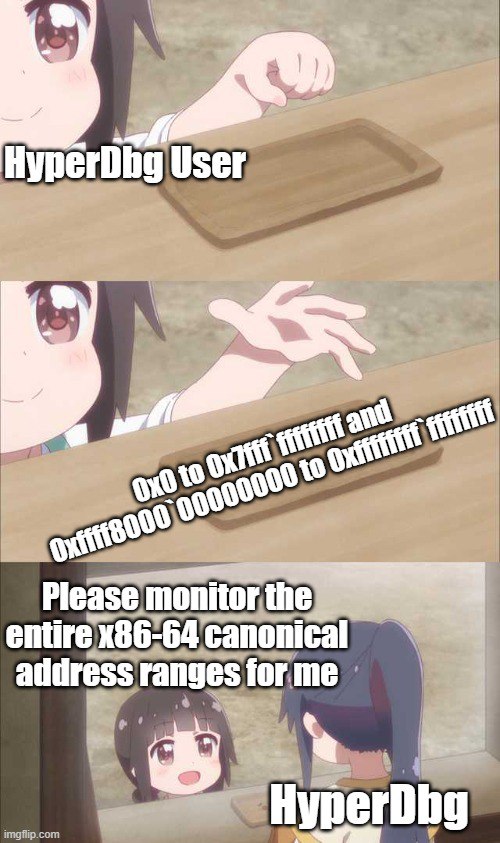 HyperDbg User
0x0 to 0x7fff`ffffffff and
0xffff8000`00000000 to 0xffffffff`ffffffff
Please monitor the
entire x86-64 canonical
address ranges for me
HyperDbg
imgflip.com